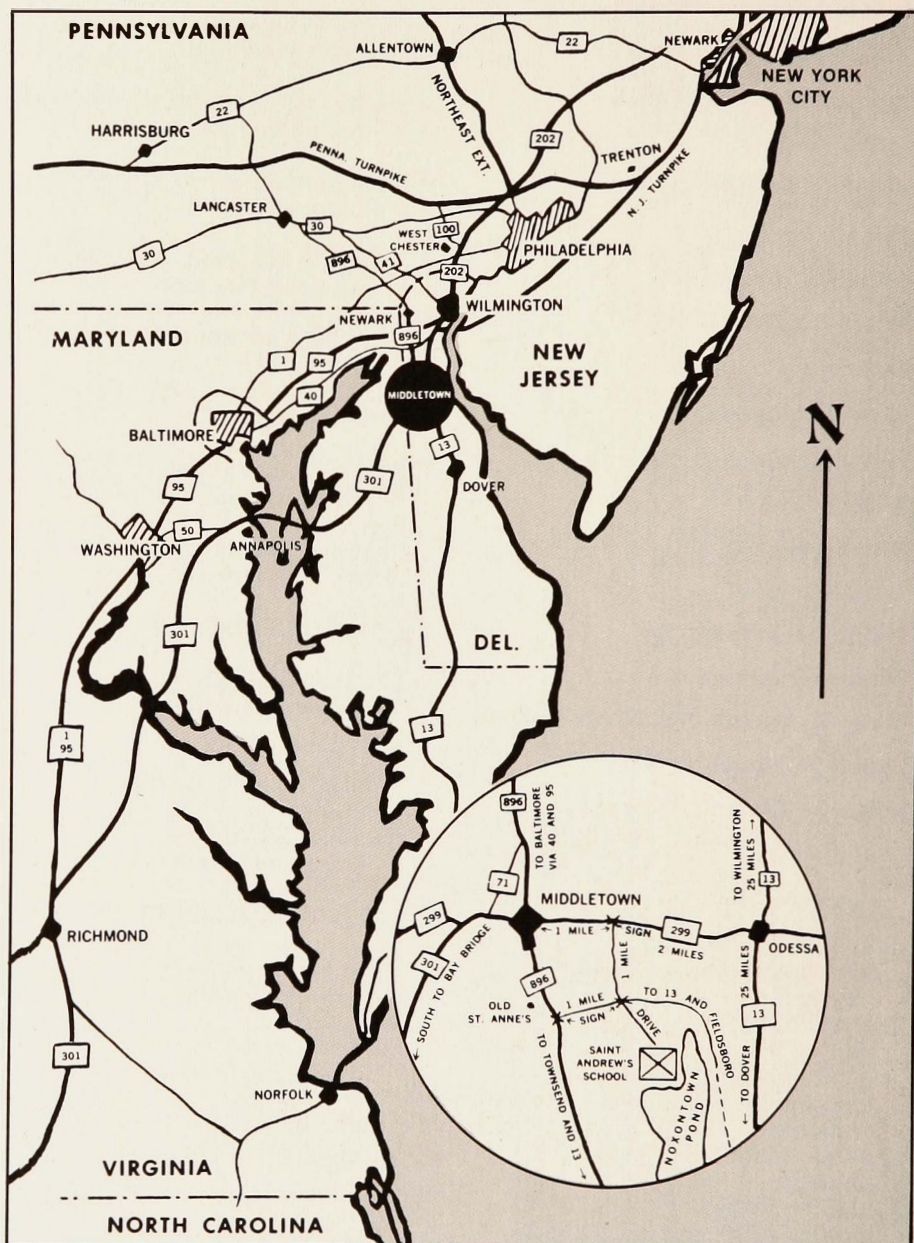 PENNSYLVANIA
ALLENTOWN
22
NEWARK
NEW YORK
CITY
NORTHEAST EXT.
22
HARRISBURG
202
PENNA. TURNPIKE
TRENTON
N. J. TURNPIKE
LANCASTER
30
WEST
CHESTER
100
PHILADELPHIA
30
896
41
202
WILMINGTON
NEWARK
MARYLAND
896
NEW
JERSEY
1
95
40
MIDDLETOWN
N
BALTIMORE
13
95
301
DOVER
50
WASHINGTON
ANNAPOLIS
301
DEL.
13
1
95
RICHMOND
301
NORFOLK
VIRGINIA
NORTH CAROLINA
896
TO BALTIMORE
VIA 40 AND 95
TO WILMINGTON →
25 MILES
13
71
MIDDLETOWN
299
← 1 MILE →
SIGN
299
2 MILES
ODESSA
301
← SOUTH TO BAY BRIDGE
896
1 MILE
25 MILES
OLD
ST. ANNE'S
1 MILE
← SIGN →
TO 13 AND FIELDSBORO
13
DRIVE
SAINT
ANDREW'S
SCHOOL
NOXONTOWN
POND
← TO DOVER
TO TOWNSEND AND 13 →